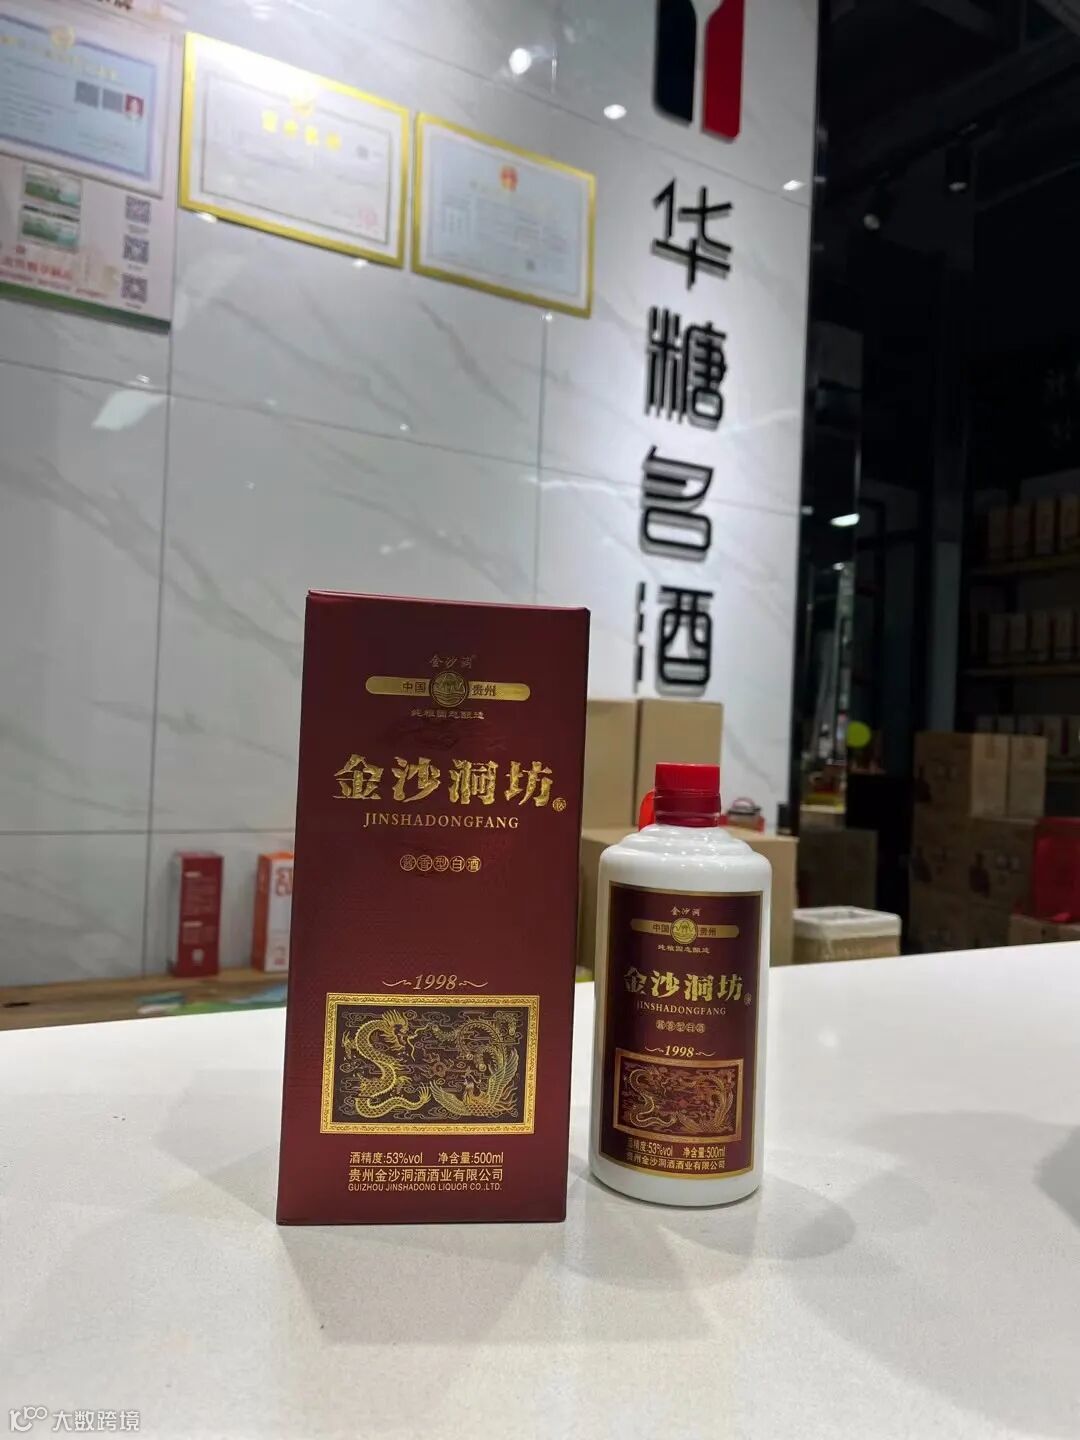 华糖名酒
金沙洞
中国 贵州
纯粮固态酿造
金沙洞坊
JINSHADONGFANG
酱香型白酒
1998
酒精度:53%vol 净含量:500ml
贵州金沙洞酒酒业有限公司
GUIZHOU JINSHADONG LIQUOR CO.,LTD.
金沙洞
中国 贵州
纯粮固态酿造
金沙洞坊
JINSHADONGFANG
酱香型白酒
1998
酒精度:53%vol 净含量:500ml
贵州金沙洞酒酒业有限公司
大数跨境